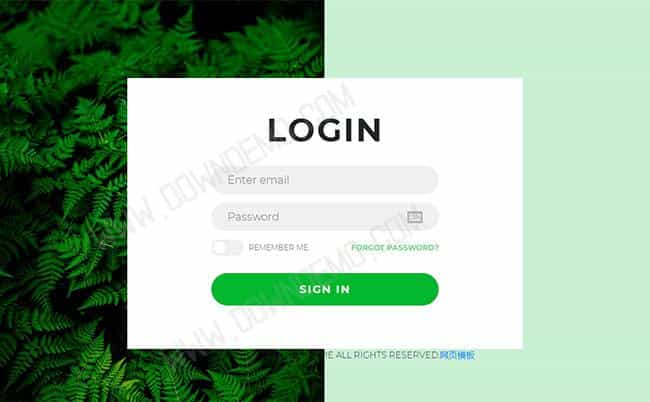 LOGIN
Enter email
Password
REMEMBER ME
FORGOT PASSWORD?
SIGN IN
ALL RIGHTS RESERVED.网页模板
WWW.DOWNDEMO.COM
WWW.DOWNDEMO.COM